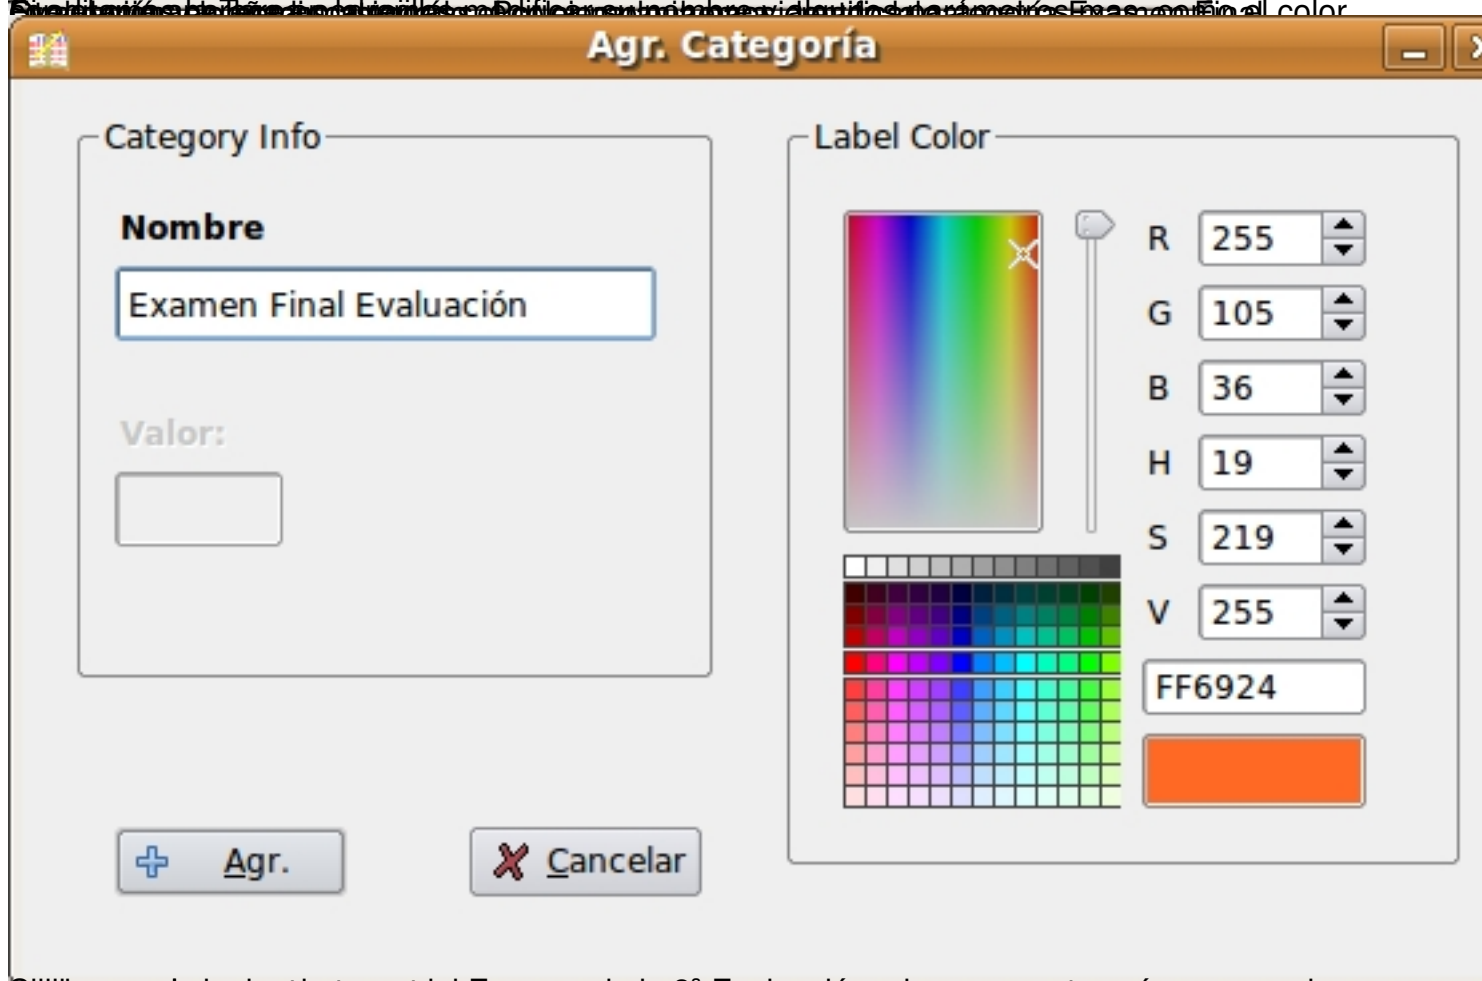 Agr. Categoría
Category Info
Nombre
Examen Final Evaluación
Valor:
Agr.
Cancelar
Label Color
R 255
G 105
B 36
H 19
S 219
V 255
FF6924